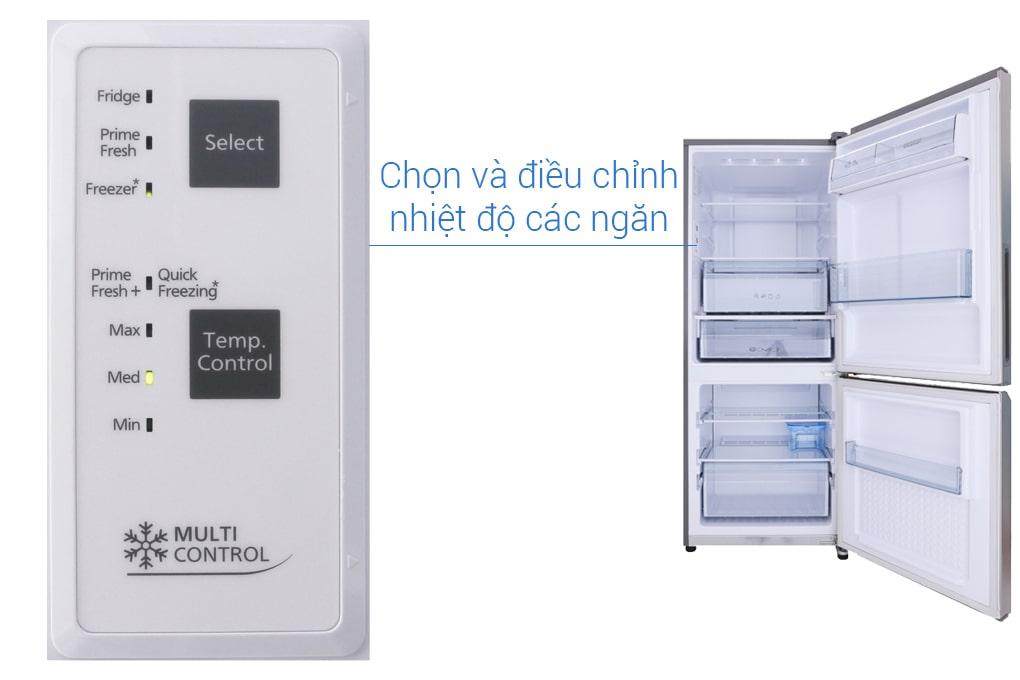 Fridge
Prime
Fresh
Freezer*
Select
Prime
Fresh +
Quick
Freezing*
Max
Med
Min
Temp.
Control
MULTI
CONTROL
Chọn và điều chỉnh
nhiệt độ các ngăn